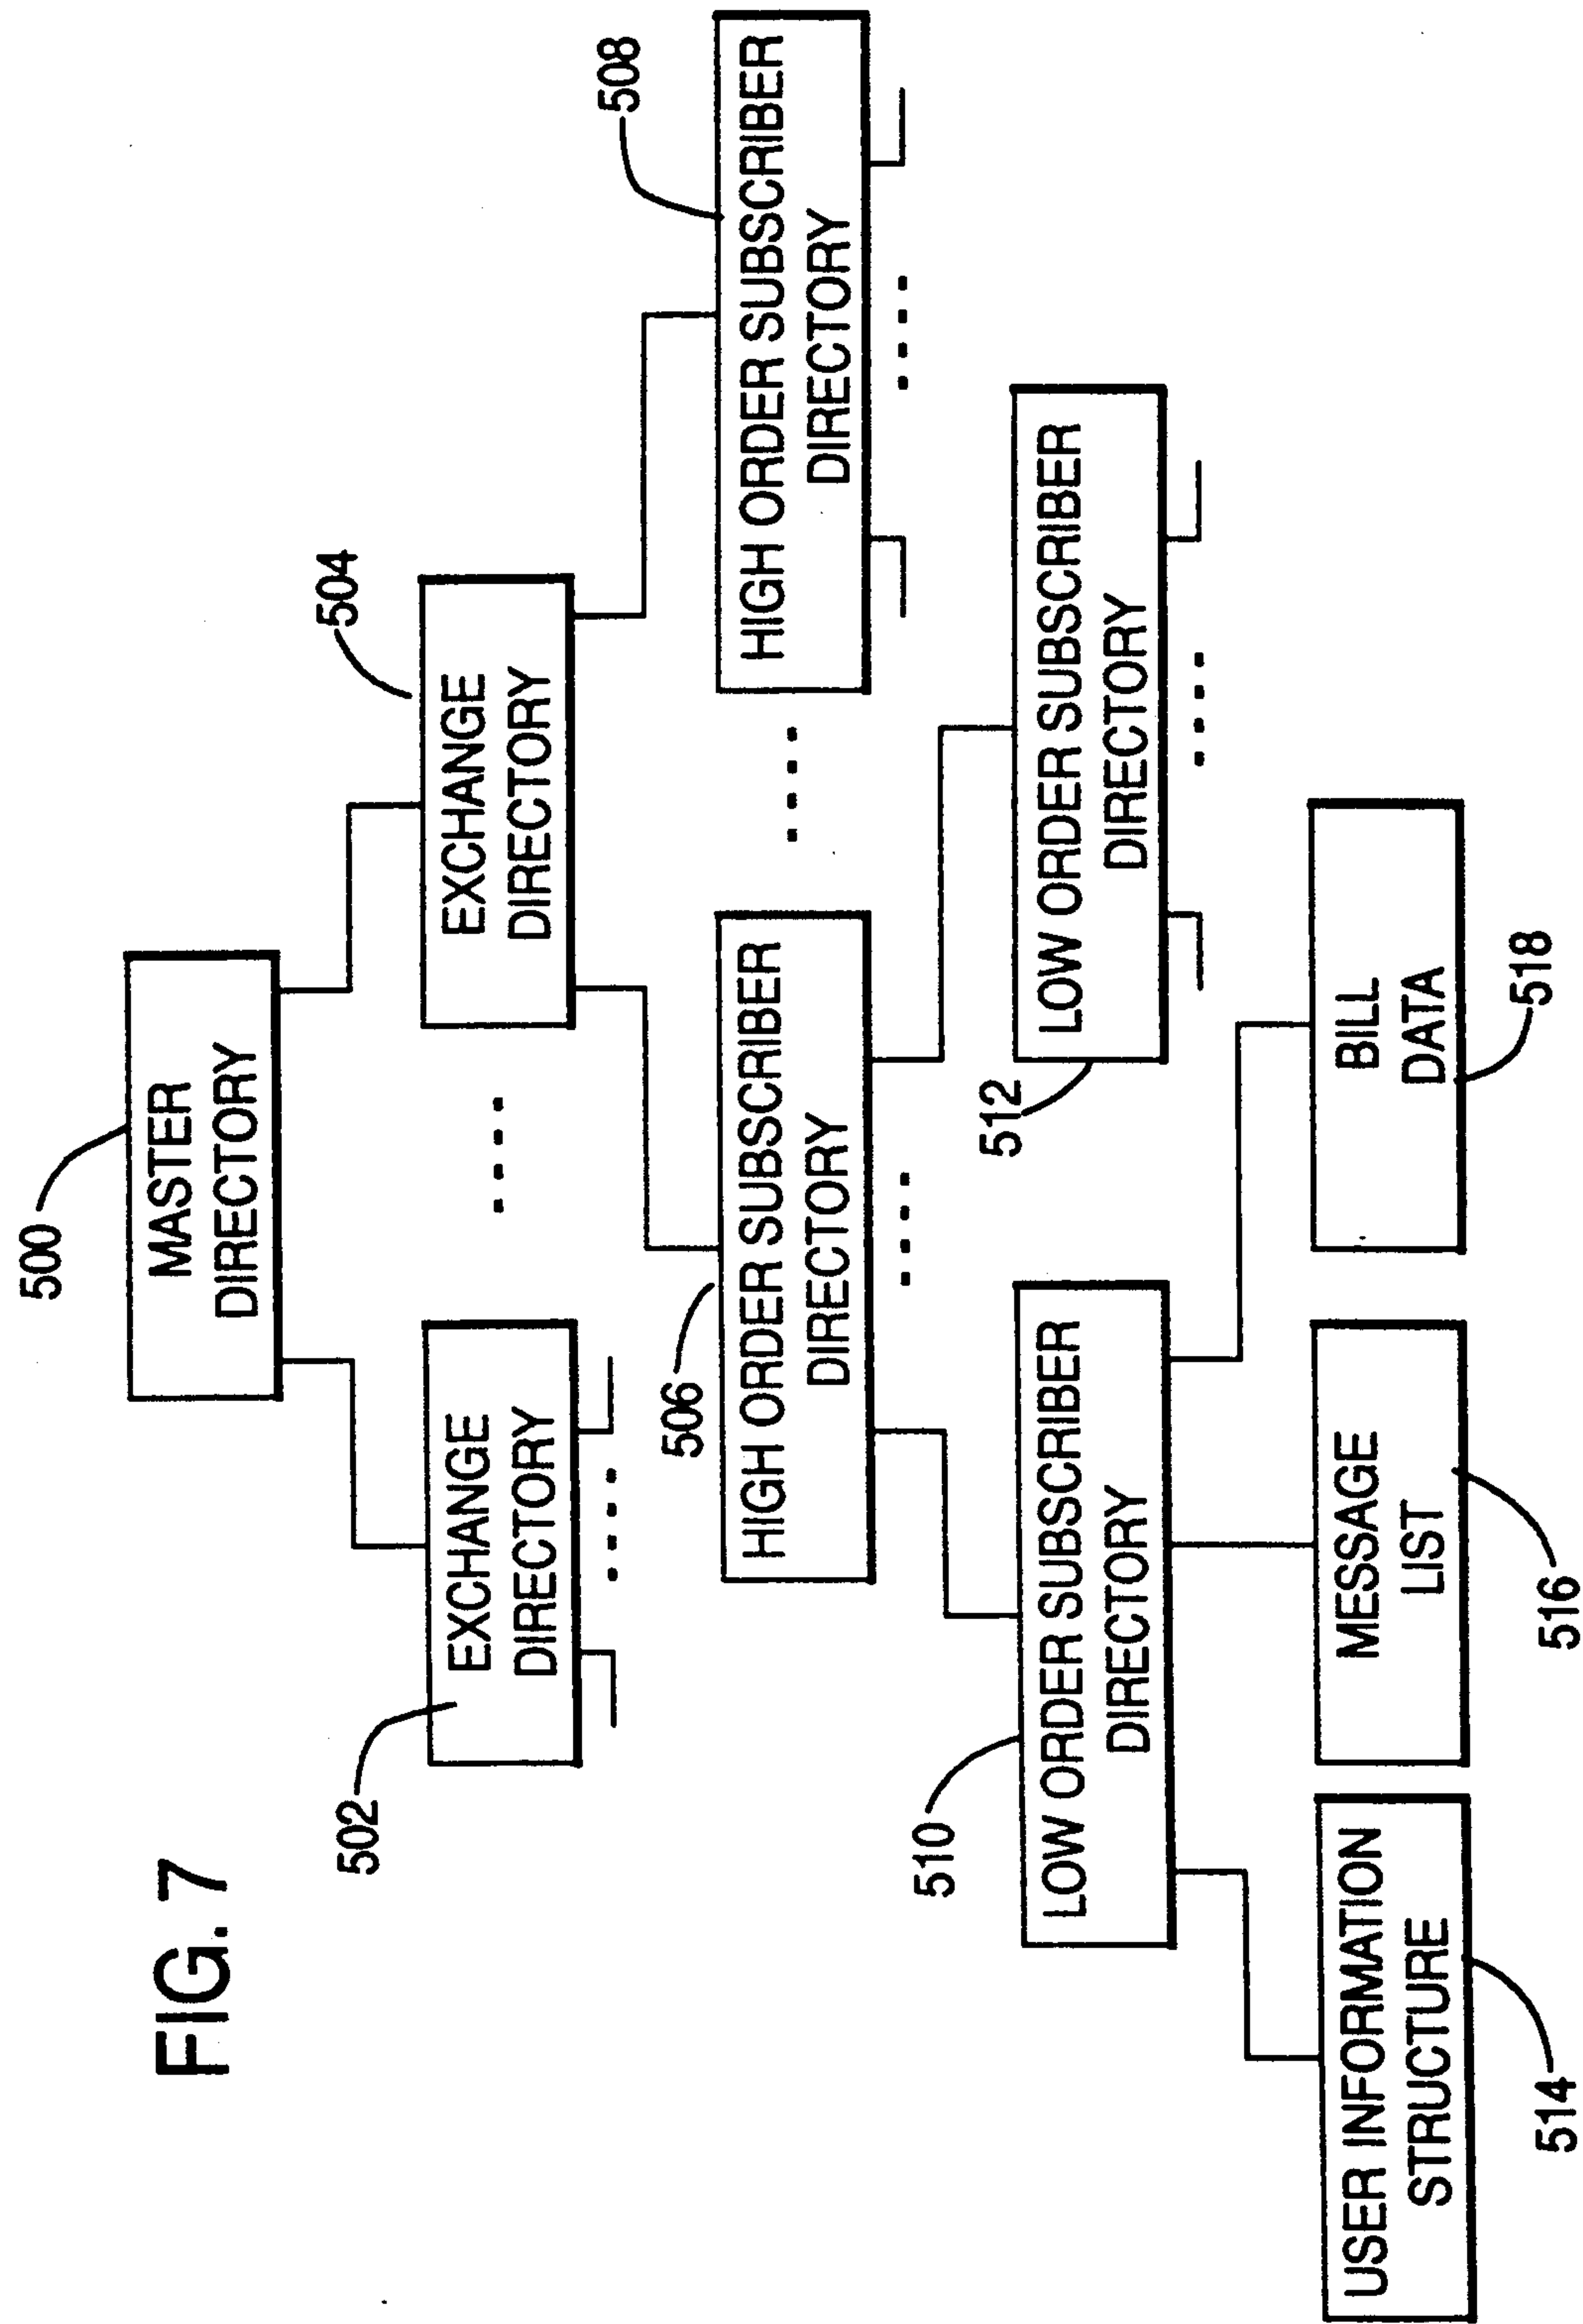 FIG. 7
500
MASTER
DIRECTORY
502
EXCHANGE
DIRECTORY
504
EXCHANGE
DIRECTORY
506
HIGH ORDER SUBSCRIBER
DIRECTORY
508
HIGH ORDER SUBSCRIBER
DIRECTORY
510
LOW ORDER SUBSCRIBER
DIRECTORY
512
LOW ORDER SUBSCRIBER
DIRECTORY
USER INFORMATION
STRUCTURE
514
MESSAGE
LIST
516
BILL
DATA
518